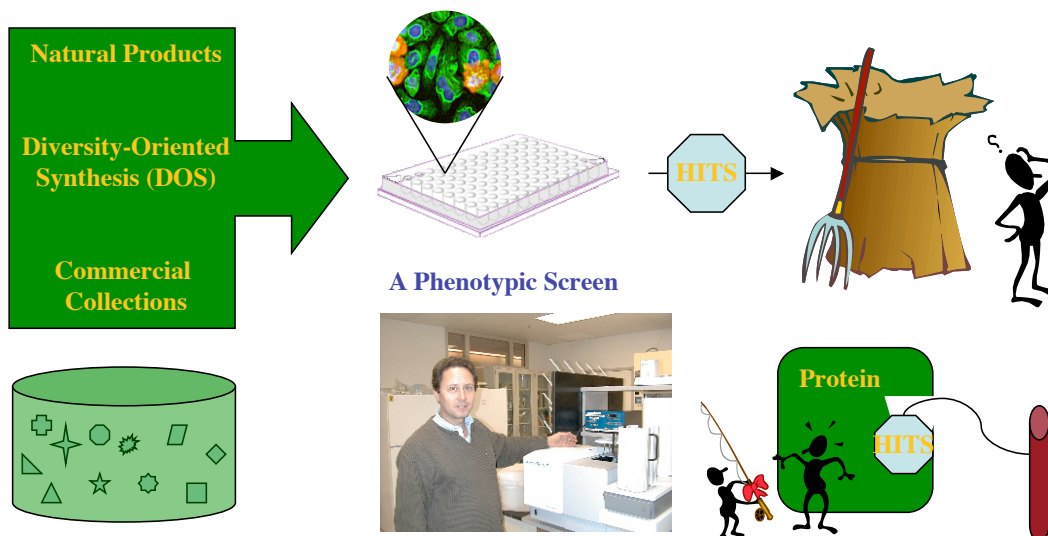 Natural Products
Diversity-Oriented
Synthesis (DOS)
Commercial
Collections
HITS
?
A Phenotypic Screen
Protein
HITS